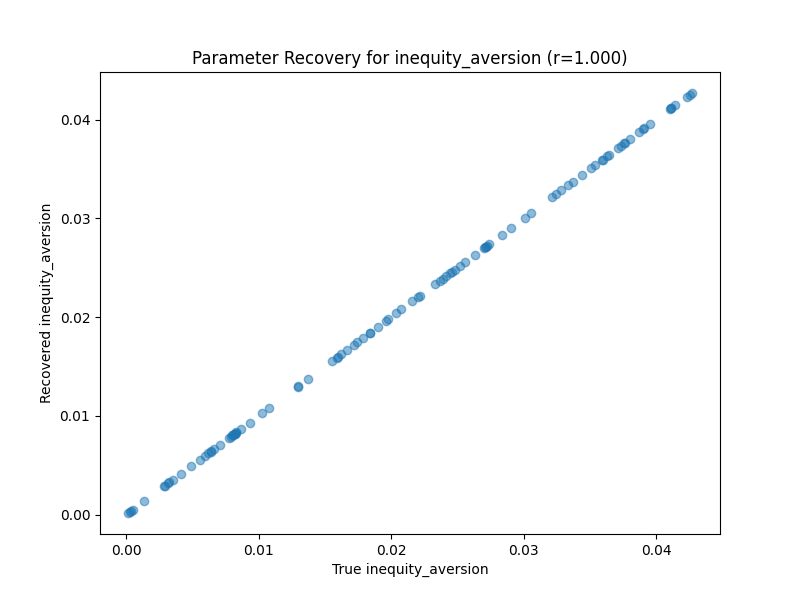 Parameter Recovery for inequity_aversion (r=1.000)
Recovered inequity_aversion
0.04
0.03
0.02
0.01
0.00
0.00 0.01 0.02 0.03 0.04
True inequity_aversion